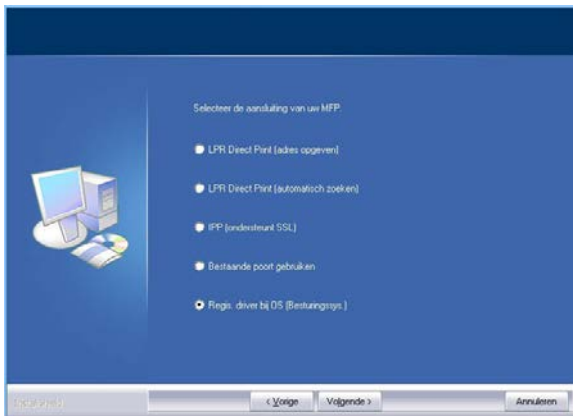 Selecteer de aansluiting van uw MFP.
LPR Direct Print (adres opgeven)
LPR Direct Print (automatisch zoeken)
IPP (ondersteunt SSL)
Bestaande poort gebruiken
Regis. driver bij OS (Besturingssys.)
< Vorige
Volgende >
Annuleren